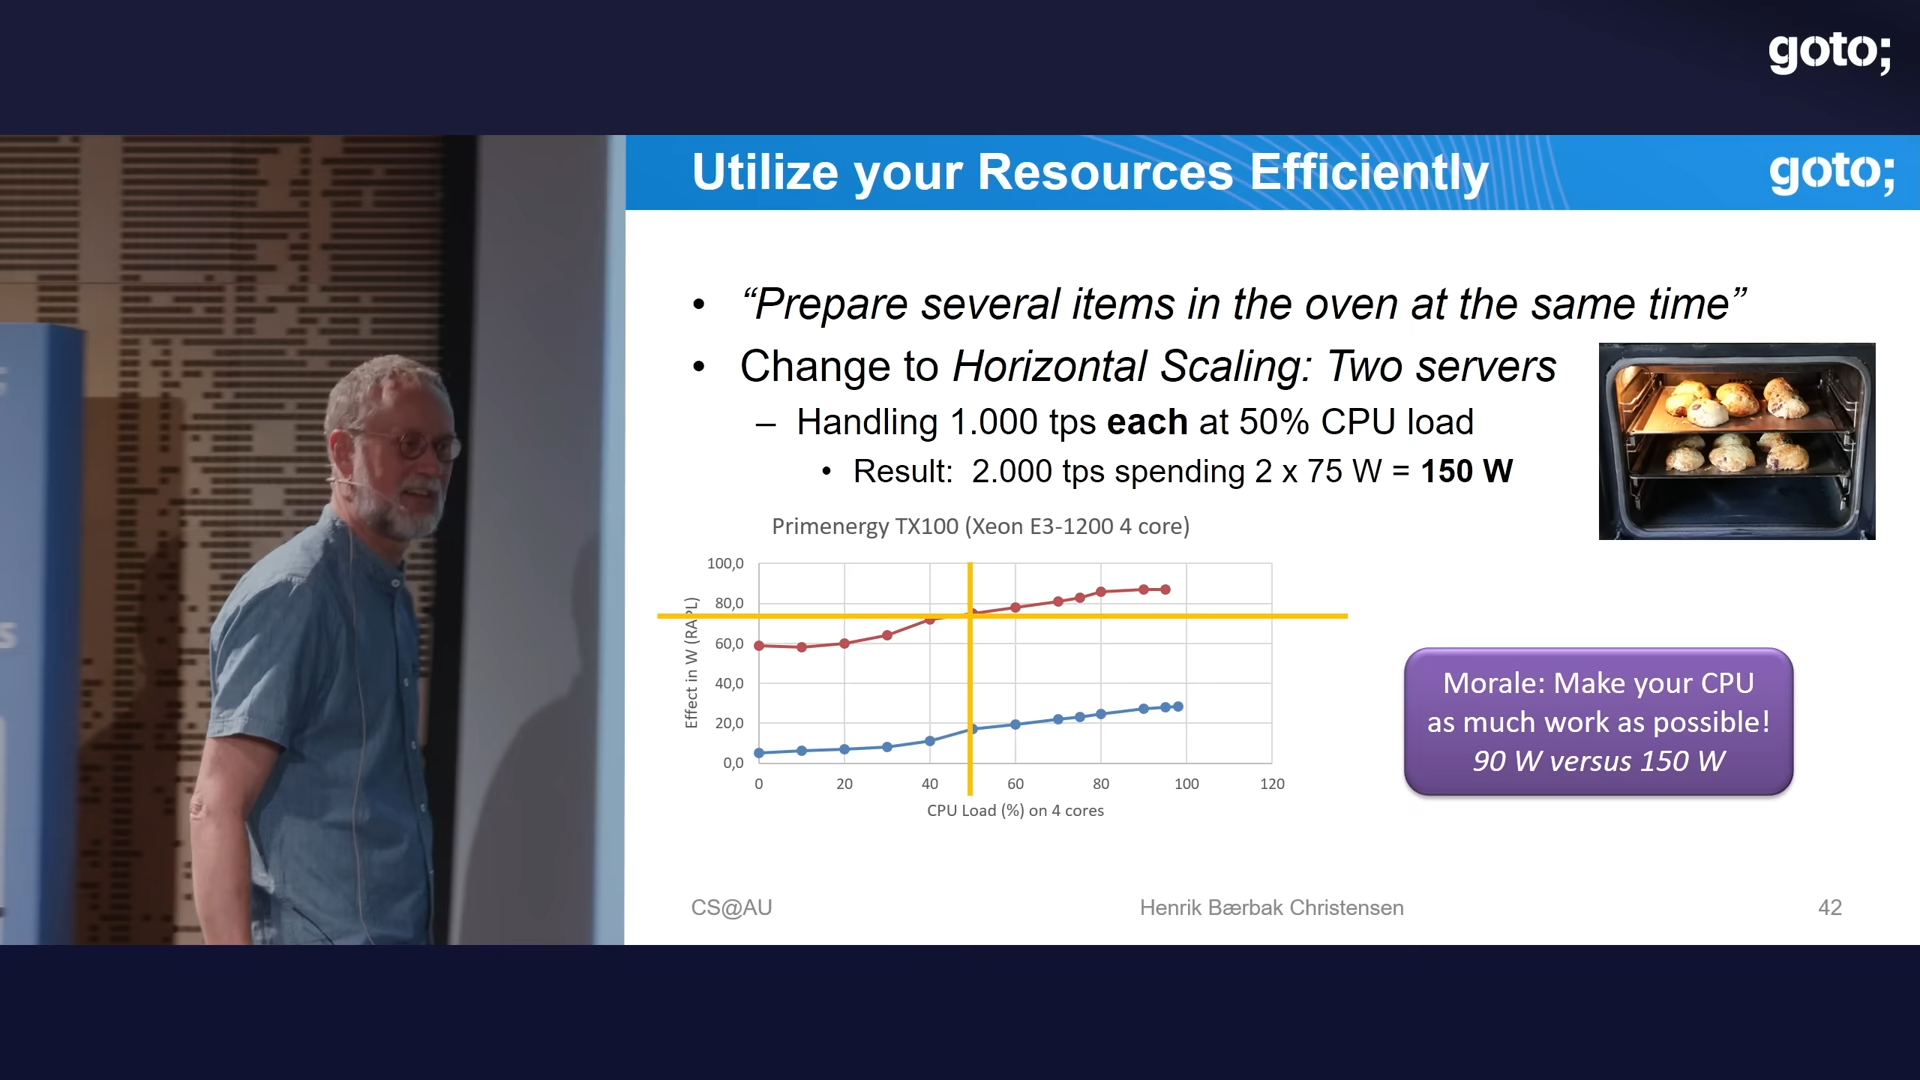 goto;
Utilize your Resources Efficiently
goto;
• “Prepare several items in the oven at the same time”
• Change to Horizontal Scaling: Two servers
– Handling 1.000 tps each at 50% CPU load
• Result: 2.000 tps spending 2 x 75 W = 150 W
Primenergy TX100 (Xeon E3-1200 4 core)
Effect in W (RAPL)
100,0
80,0
60,0
40,0
20,0
0,0
0 20 40 60 80 100 120
CPU Load (%) on 4 cores
Morale: Make your CPU
as much work as possible!
90 W versus 150 W
CS@AU
Henrik Bærbak Christensen
42